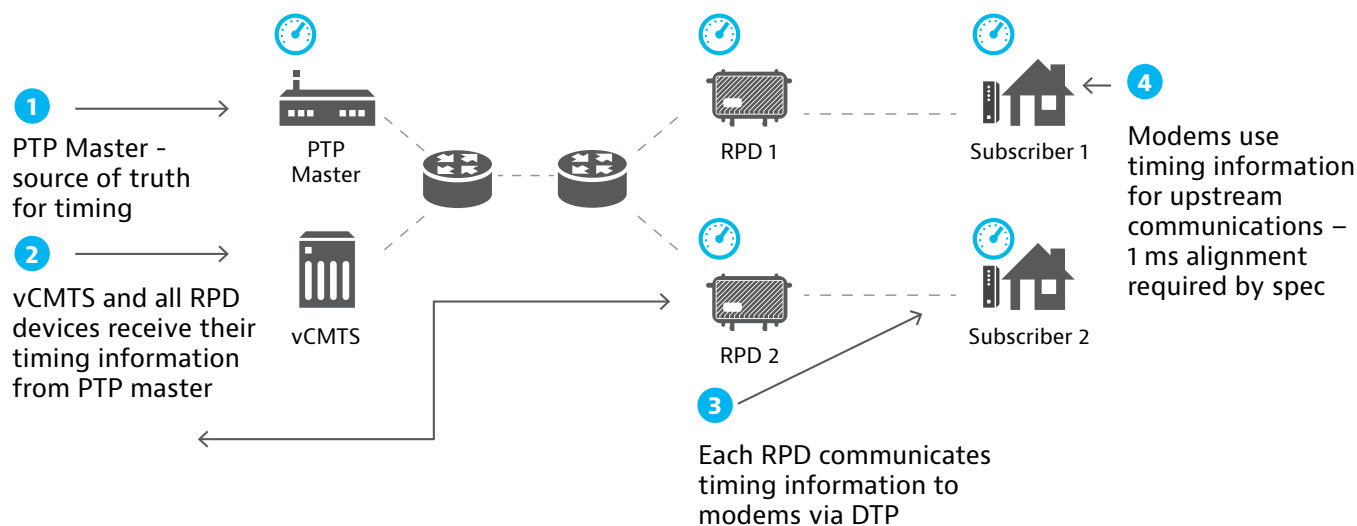 1
PTP Master -
source of truth
for timing
2
vCMTS and all RPD
devices receive their
timing information
from PTP master
PTP
Master
vCMTS
RPD 1
RPD 2
Subscriber 1
Subscriber 2
3
Each RPD communicates
timing information to
modems via DTP
4
Modems use
timing information
for upstream
communications –
1 ms alignment
required by spec